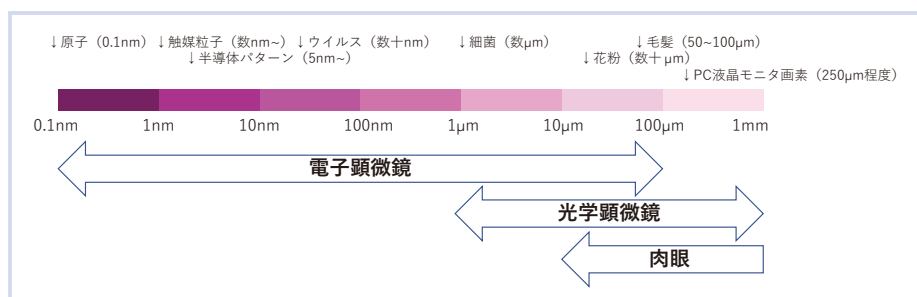 ↓原子（0.1nm） ↓触媒粒子（数nm~） ↓ウイルス（数十nm） ↓細菌（数μm） ↓毛髪（50~100μm）
↓半導体パターン（5nm~） ↓花粉（数十μm）
↓PC液晶モニタ画素（250μm程度）
0.1nm 1nm 10nm 100nm 1μm 10μm 100μm 1mm
電子顕微鏡
光学顕微鏡
肉眼